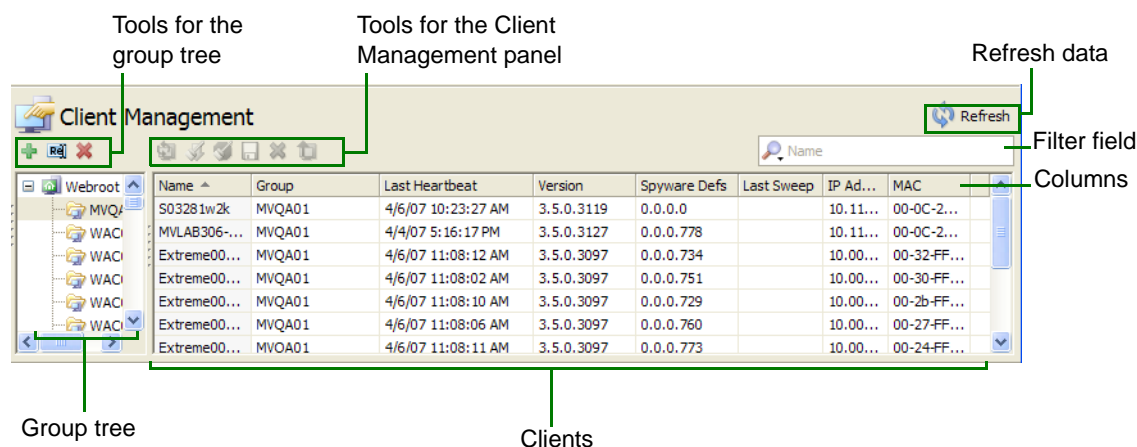 Tools for the
group tree
Tools for the Client
Management panel
Refresh data
Client Management
Refresh
Name
Filter field
Columns
Webroot
MVQA
WAC
WAC
WAC
WAC
Name Group Last Heartbeat Version Spyware Defs Last Sweep IP Ad... MAC
S03281w2k MVQA01 4/6/07 10:23:27 AM 3.5.0.3119 0.0.0.0 10.11... 00-0C-2...
MVLAB306-... MVQA01 4/4/07 5:16:17 PM 3.5.0.3127 0.0.0.778 10.11... 00-0C-2...
Extreme00... MVQA01 4/6/07 11:08:12 AM 3.5.0.3097 0.0.0.734 10.00... 00-32-FF...
Extreme00... MVQA01 4/6/07 11:08:02 AM 3.5.0.3097 0.0.0.751 10.00... 00-30-FF...
Extreme00... MVQA01 4/6/07 11:08:10 AM 3.5.0.3097 0.0.0.729 10.00... 00-2b-FF...
Extreme00... MVQA01 4/6/07 11:08:06 AM 3.5.0.3097 0.0.0.760 10.00... 00-27-FF...
Extreme00... MVQA01 4/6/07 11:08:11 AM 3.5.0.3097 0.0.0.773 10.00... 00-24-FF...
Group tree
Clients